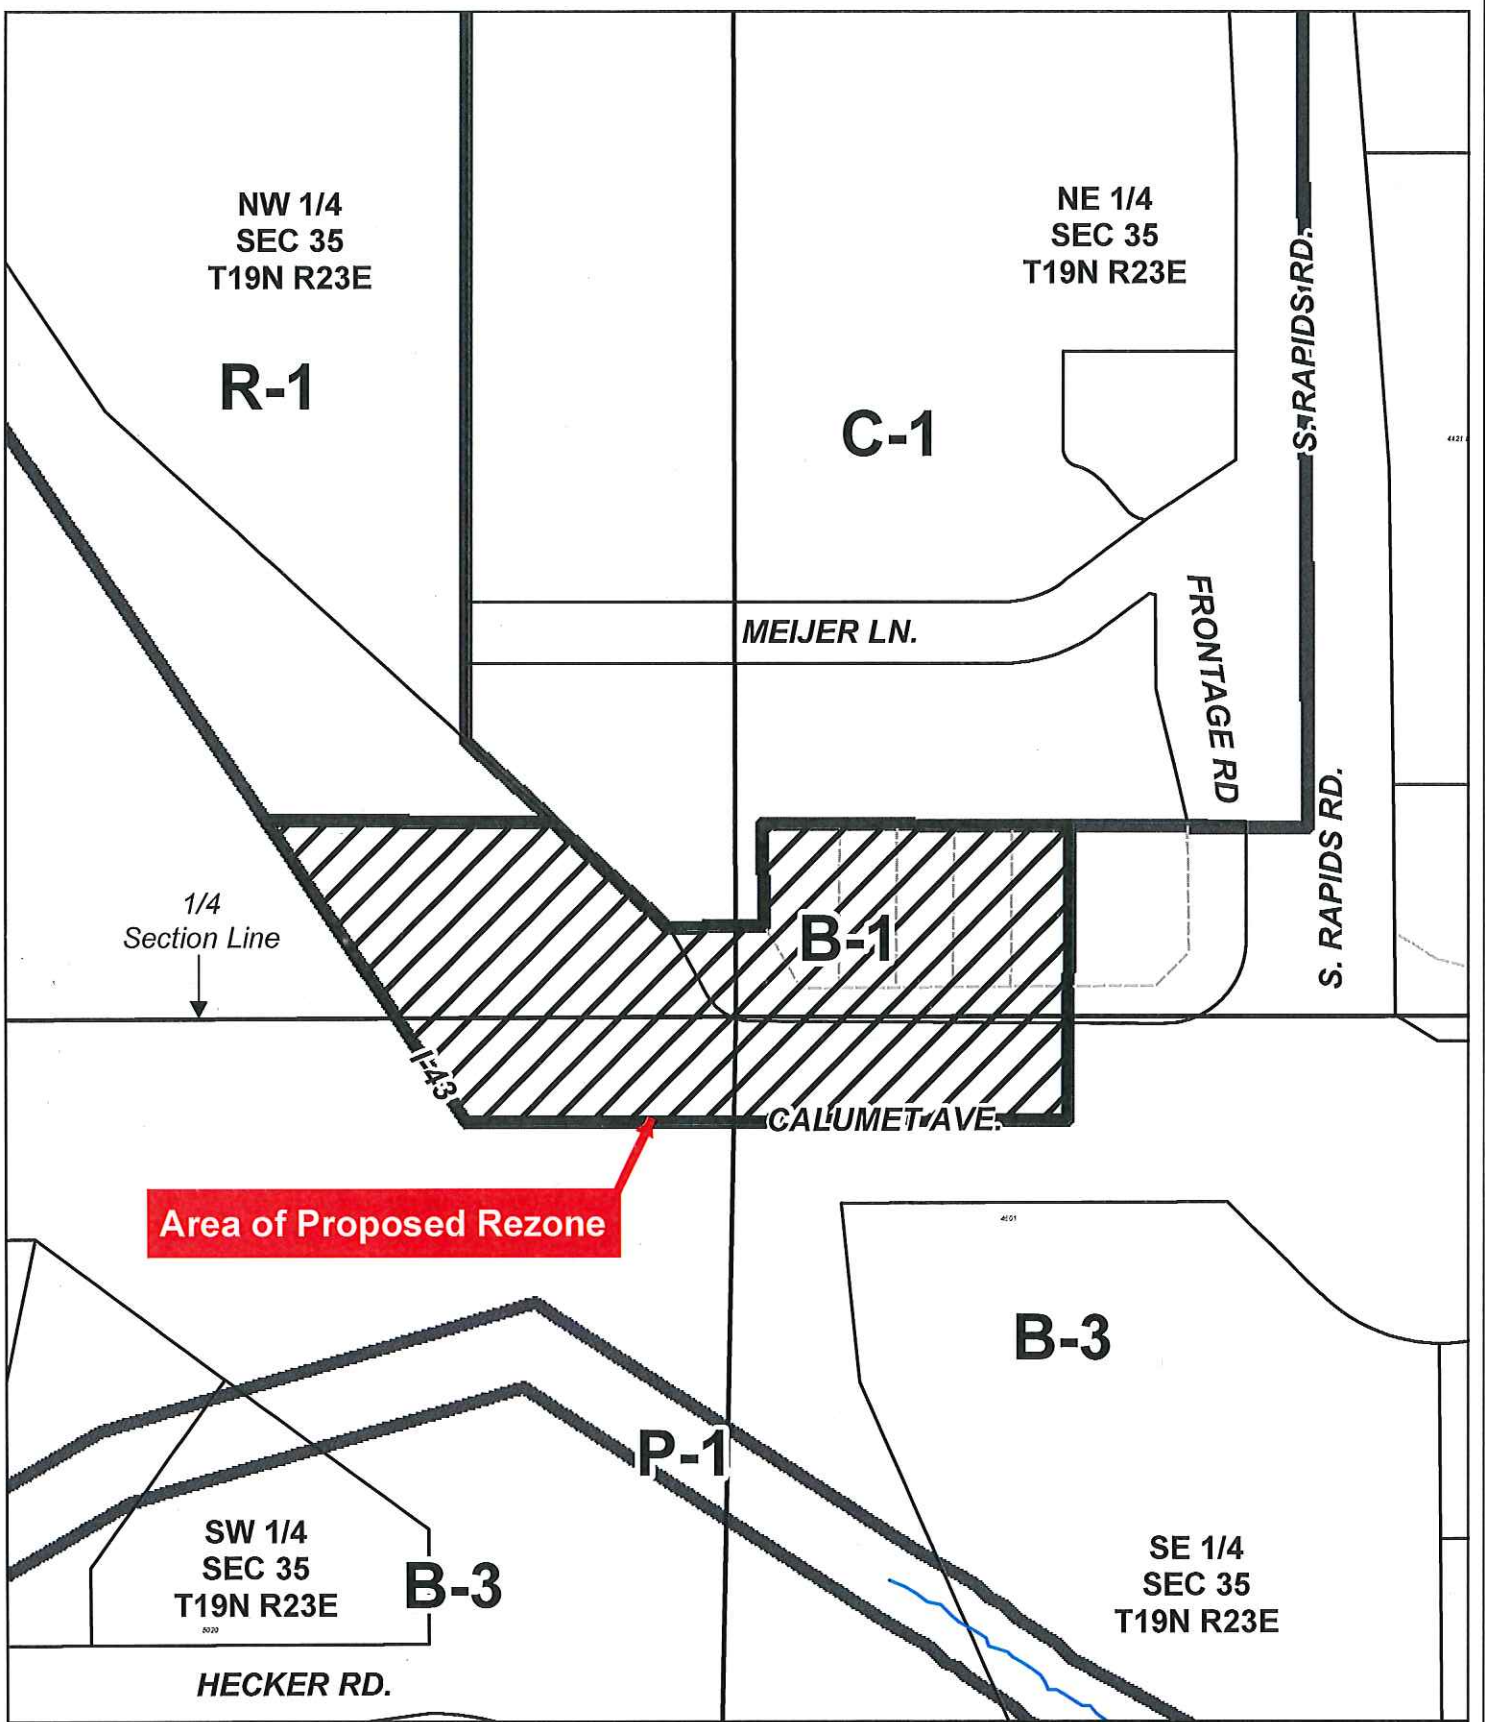 NW 1/4
SEC 35
T19N R23E
NE 1/4
SEC 35
T19N R23E
S. RAPIDS RD.
R-1
C-1
MEIJER LN.
FRONTAGE RD
S. RAPIDS RD.
1/4
Section Line
B-1
I-43
CALUMET AVE.
Area of Proposed Rezone
4601
B-3
P-1
SW 1/4
SEC 35
T19N R23E
5020
B-3
SE 1/4
SEC 35
T19N R23E
HECKER RD.